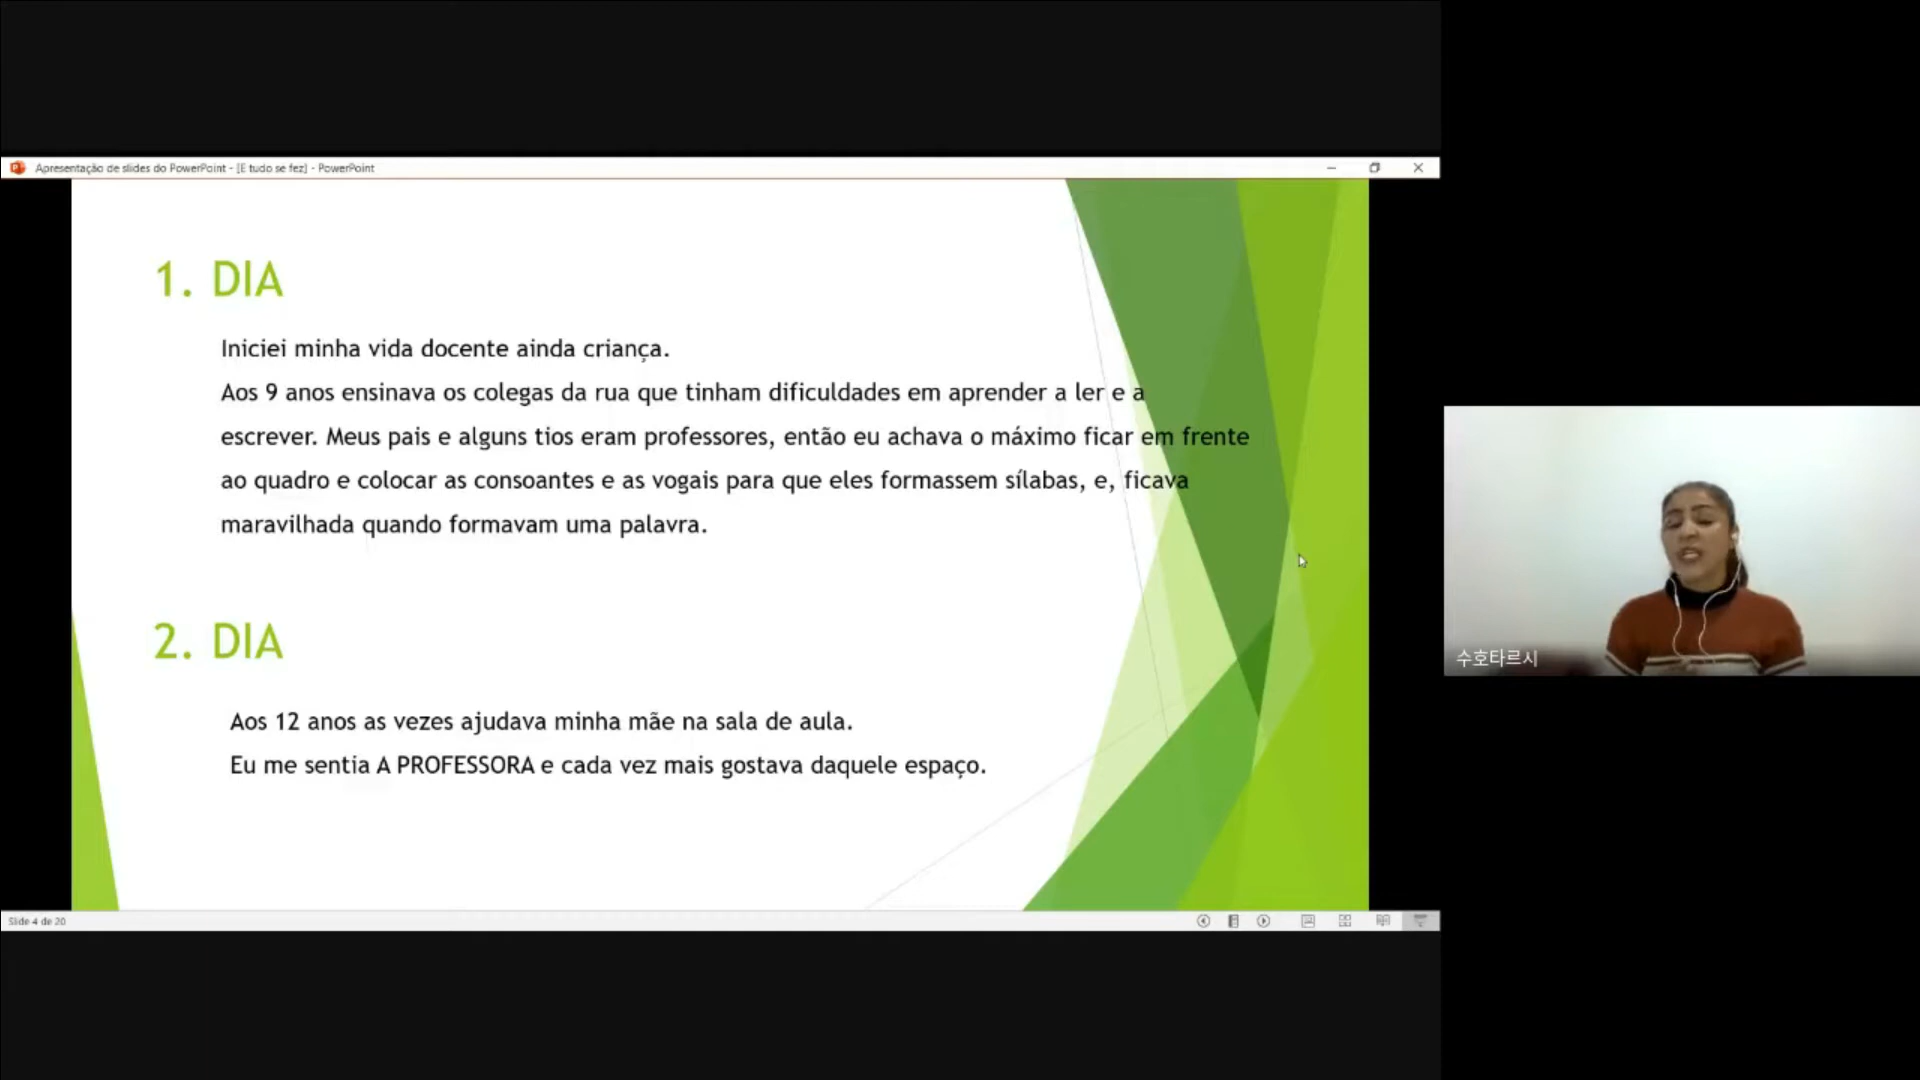 Apresentação de slides do PowerPoint - [E tudo se fez] - PowerPoint
1. DIA
Iniciei minha vida docente ainda criança.
Aos 9 anos ensinava os colegas da rua que tinham dificuldades em aprender a ler e a
escrever. Meus pais e alguns tios eram professores, então eu achava o máximo ficar em frente
ao quadro e colocar as consoantes e as vogais para que eles formassem sílabas, e, ficava
maravilhada quando formavam uma palavra.
2. DIA
Aos 12 anos as vezes ajudava minha mãe na sala de aula.
Eu me sentia A PROFESSORA e cada vez mais gostava daquele espaço.
Slide 4 de 20
수호타르시